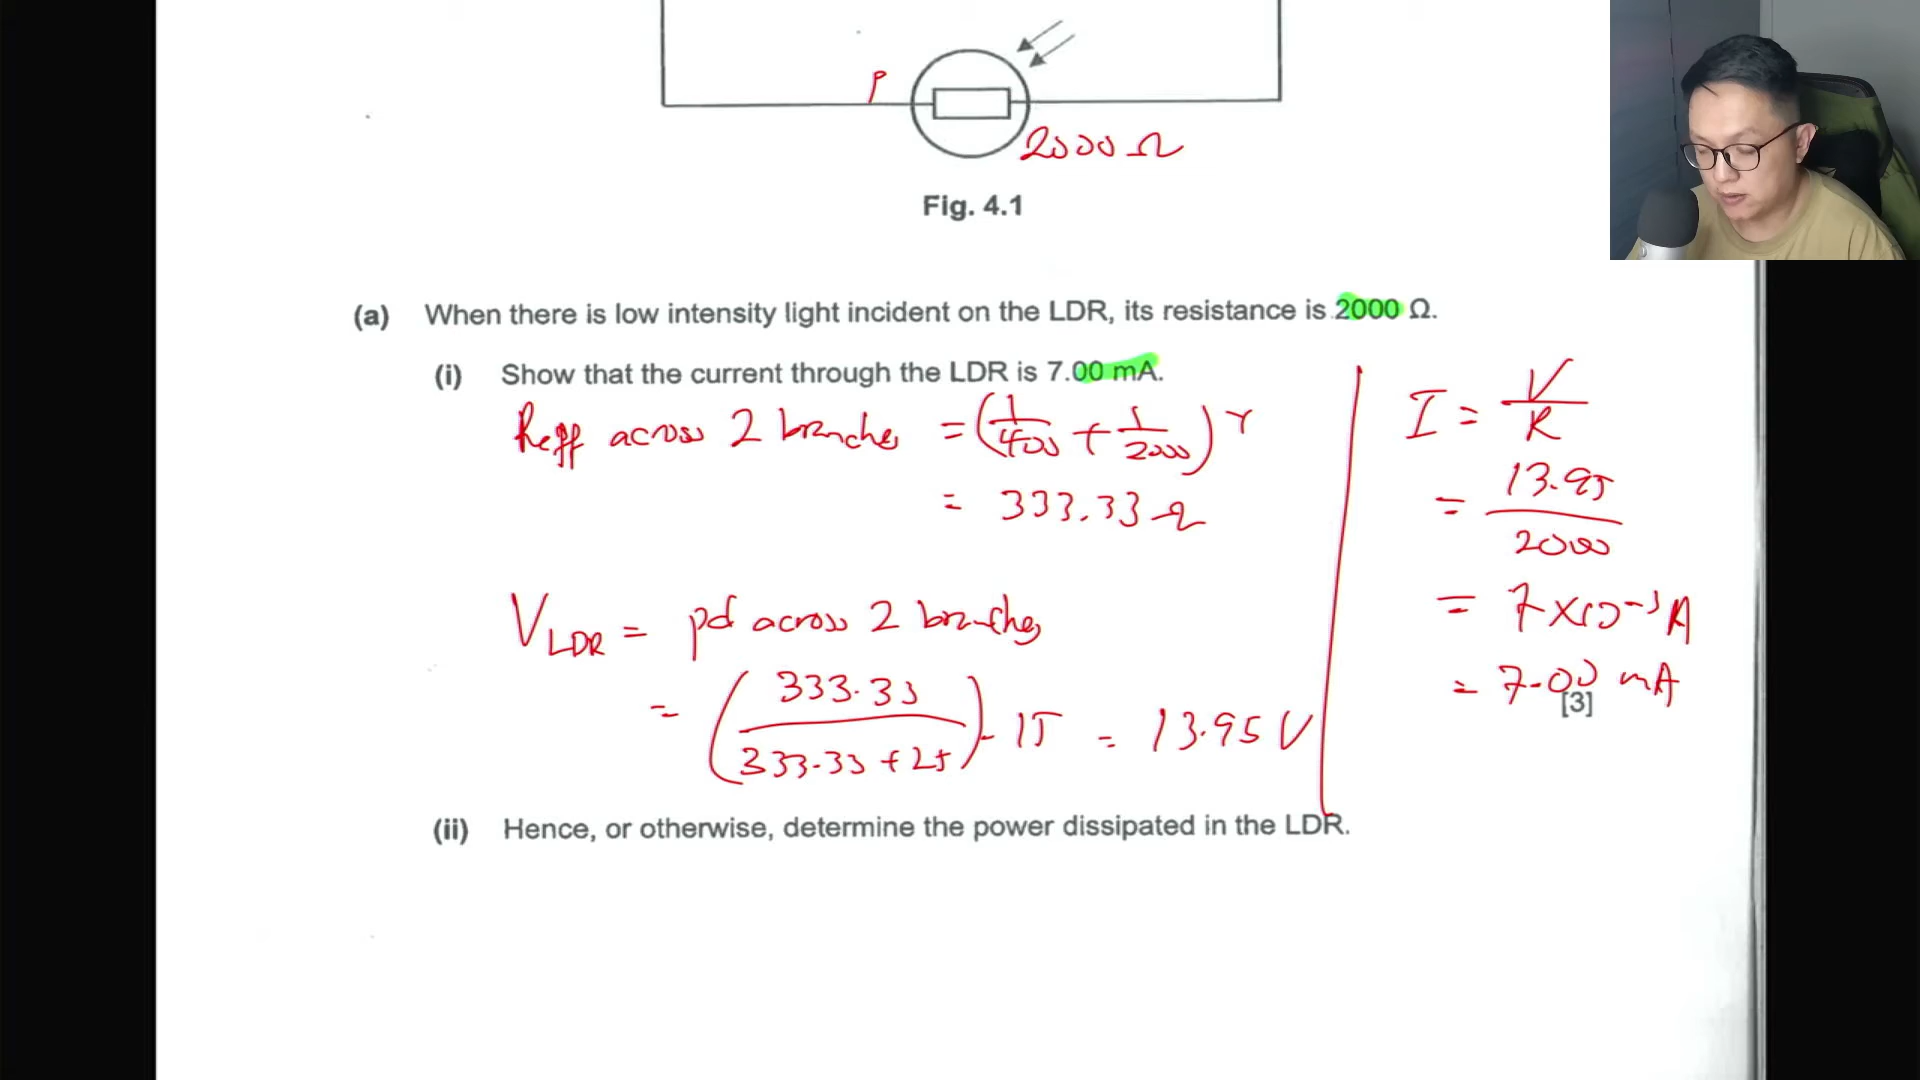 P
2000 Ω
Fig. 4.1
(a) When there is low intensity light incident on the LDR, its resistance is 2000 Ω.
(i) Show that the current through the LDR is 7.00 mA.
Reff across 2 branches = (1/400 + 1/2000)
= 333.33 Ω
VLDR = pd across 2 branches
= (333.33 / 333.33 + 25) · 15 = 13.95 V
I = V/R
= 13.95/2000
= 7 × 10⁻³ A
= 7.00 mA
[3]
(ii) Hence, or otherwise, determine the power dissipated in the LDR.